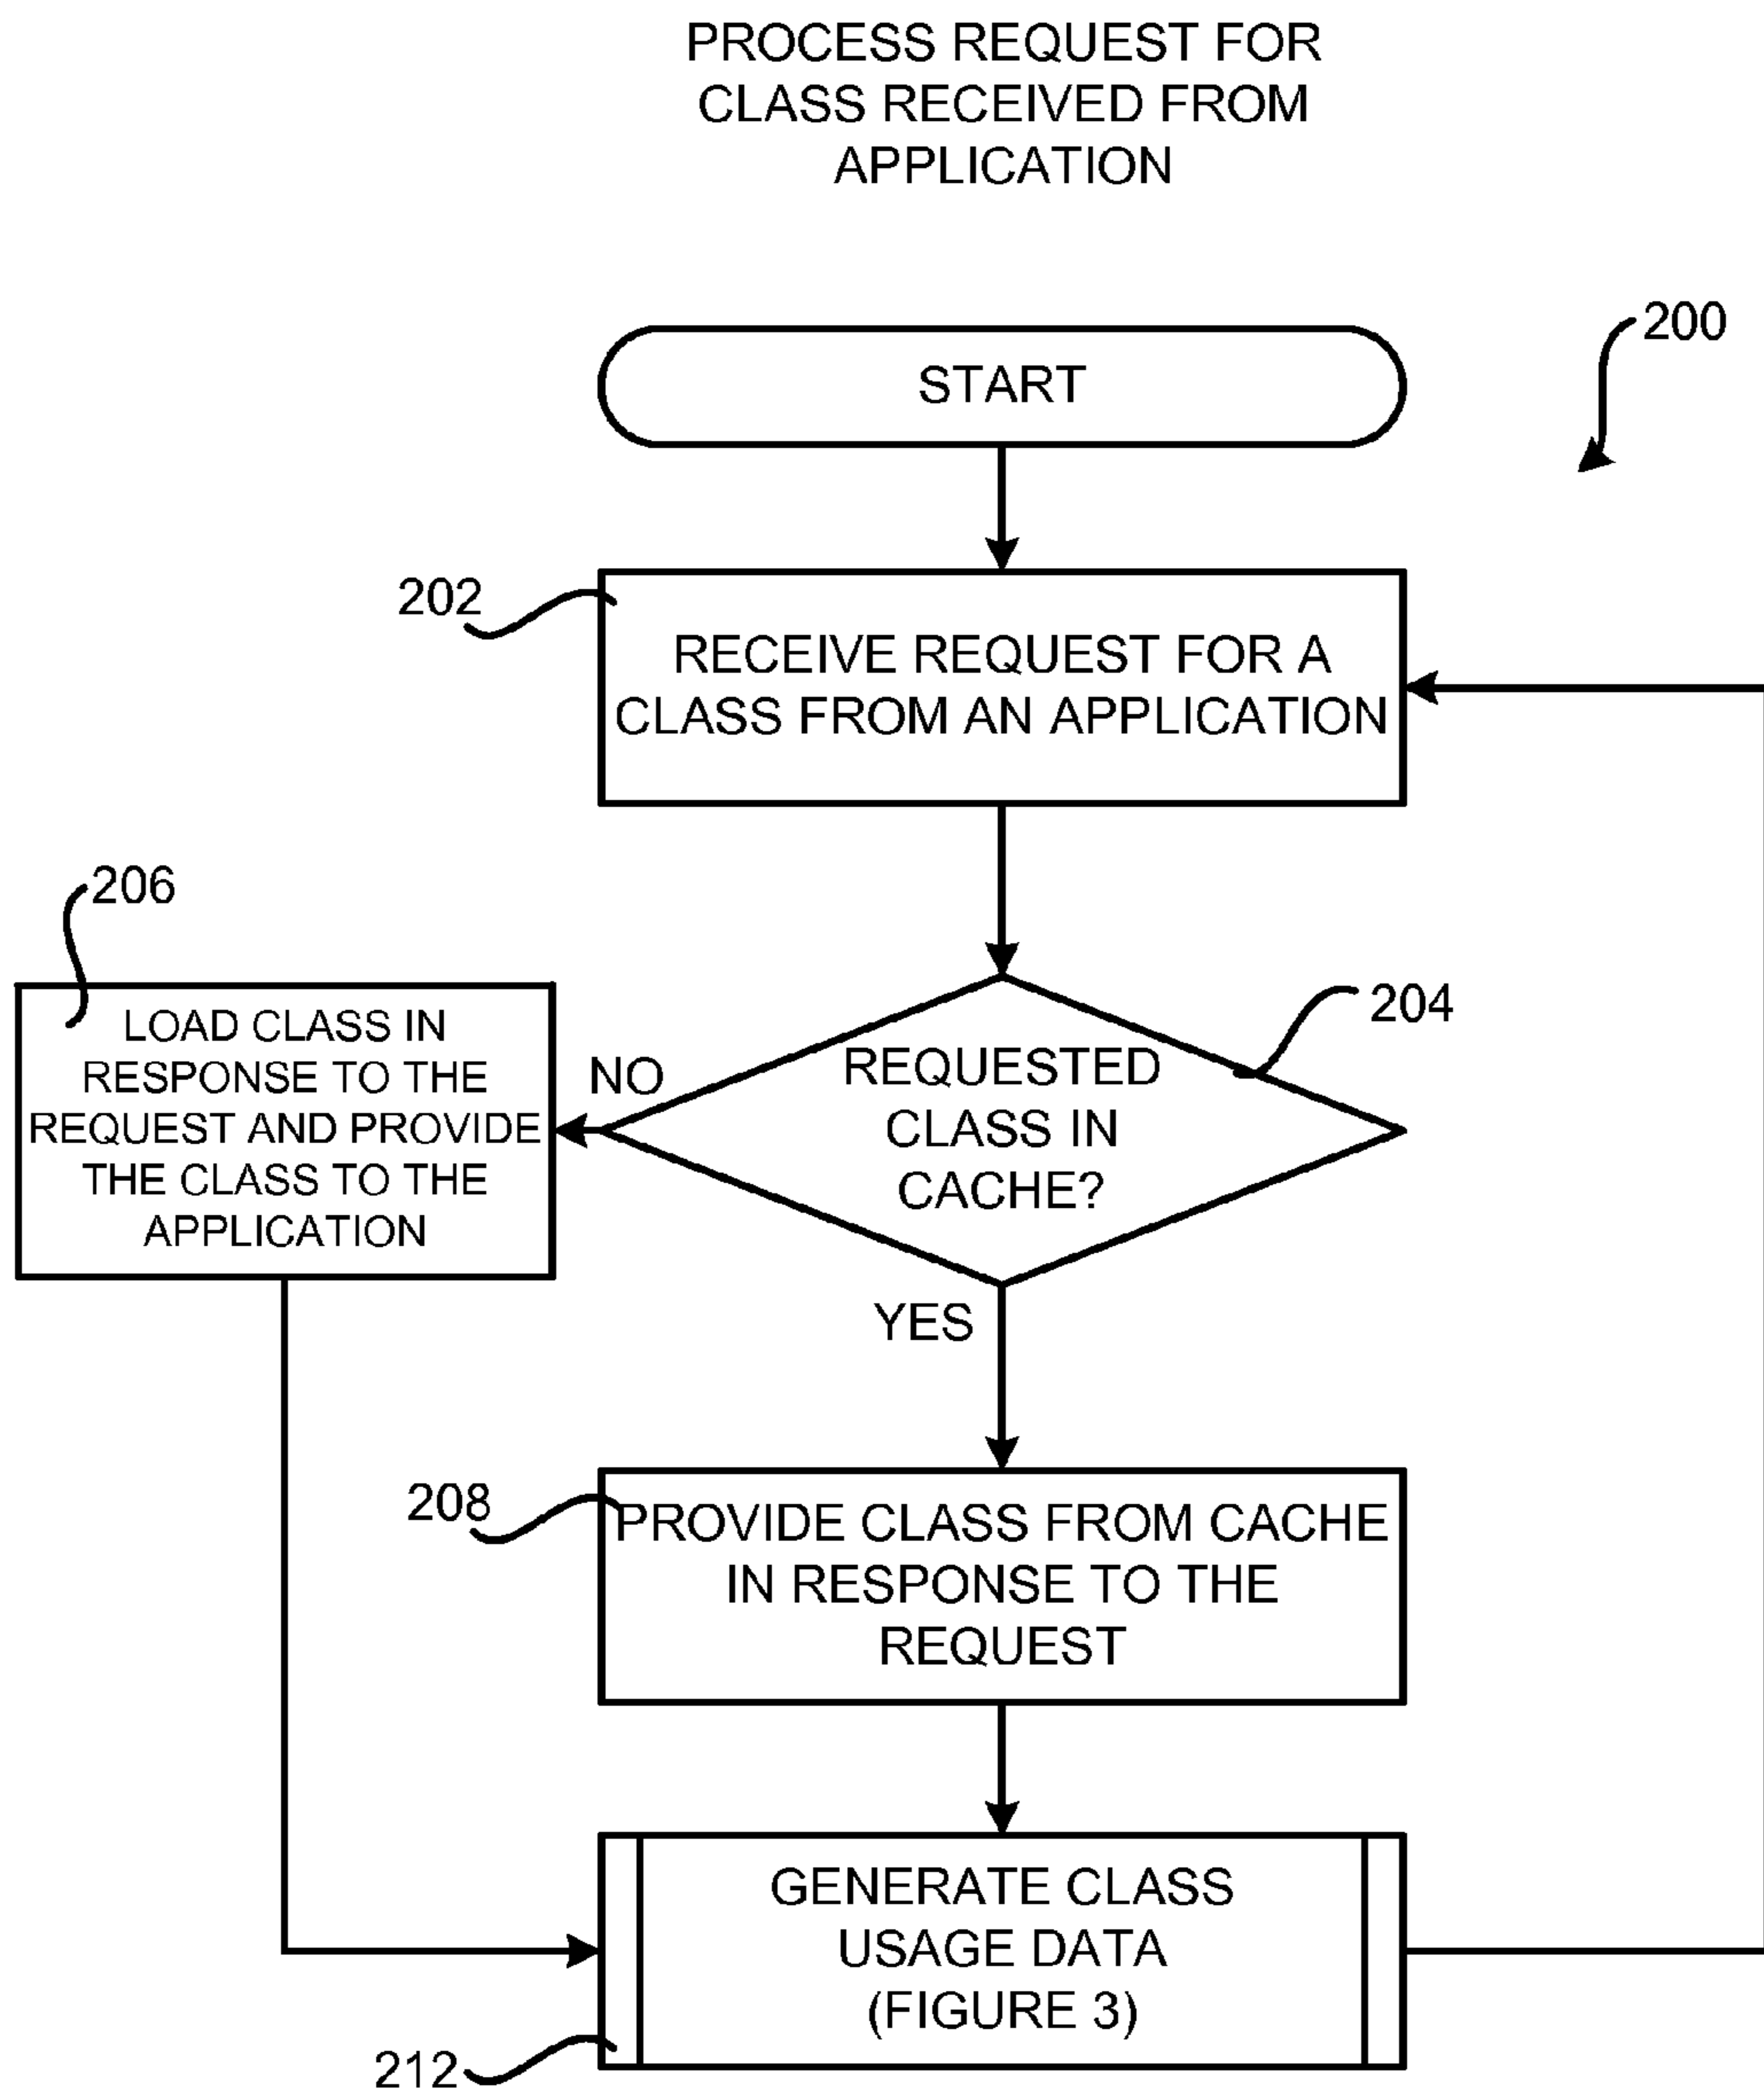 PROCESS REQUEST FOR
CLASS RECEIVED FROM
APPLICATION
200
START
202
RECEIVE REQUEST FOR A
CLASS FROM AN APPLICATION
206
LOAD CLASS IN
RESPONSE TO THE
REQUEST AND PROVIDE
THE CLASS TO THE
APPLICATION
NO
204
REQUESTED
CLASS IN
CACHE?
YES
208
PROVIDE CLASS FROM CACHE
IN RESPONSE TO THE
REQUEST
GENERATE CLASS
USAGE DATA
(FIGURE 3)
212